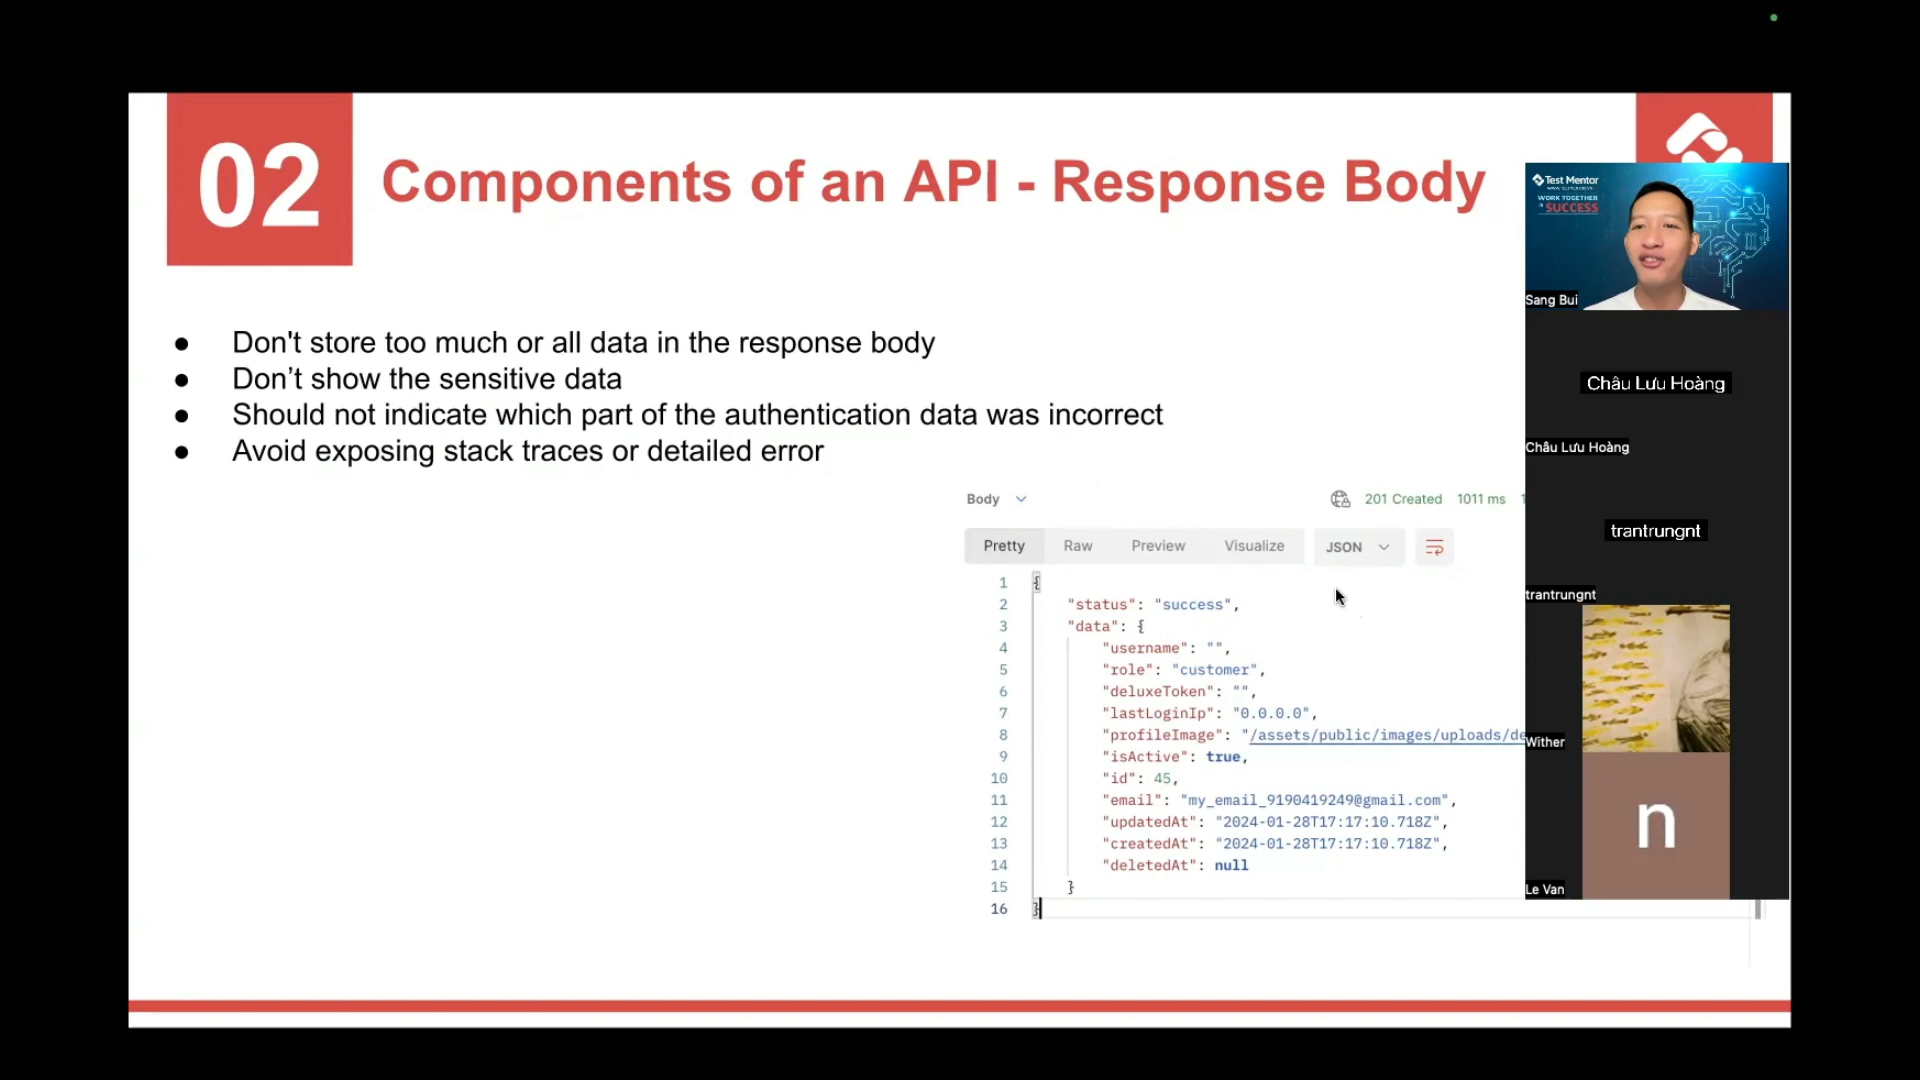 02
Components of an API - Response Body
● Don't store too much or all data in the response body
● Don’t show the sensitive data
● Should not indicate which part of the authentication data was incorrect
● Avoid exposing stack traces or detailed error
Body
201 Created 1011 ms
Pretty Raw Preview Visualize JSON
1 {
2 "status": "success",
3 "data": {
4 "username": "",
5 "role": "customer",
6 "deluxeToken": "",
7 "lastLoginIp": "0.0.0.0",
8 "profileImage": "/assets/public/images/uploads/de
9 "isActive": true,
10 "id": 45,
11 "email": "my_email_9190419249@gmail.com",
12 "updatedAt": "2024-01-28T17:17:10.718Z",
13 "createdAt": "2024-01-28T17:17:10.718Z",
14 "deletedAt": null
15 }
16 }
Test Mentor
WORK TOGETHER
SUCCESS
Sang Bui
Châu Lưu Hoàng
Châu Lưu Hoàng
trantrungnt
trantrungnt
Wither
n
Le Van